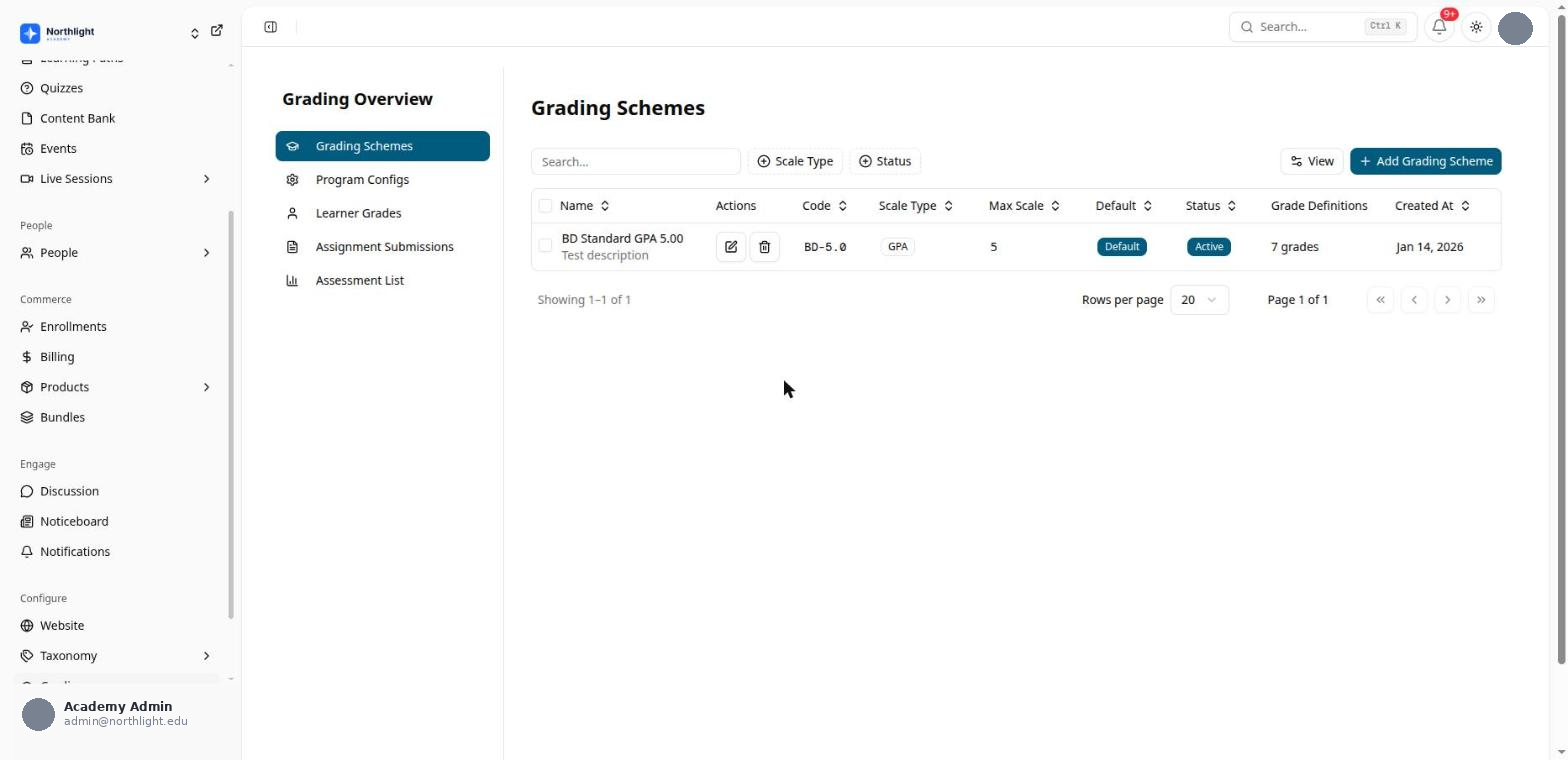 Northlight
ACADEMY
Search...
Ctrl K
9+
Learning Paths
Quizzes
Content Bank
Events
Live Sessions
People
People
Commerce
Enrollments
Billing
Products
Bundles
Engage
Discussion
Noticeboard
Notifications
Configure
Website
Taxonomy
Academy Admin
admin@northlight.edu
Grading Overview
Grading Schemes
Program Configs
Learner Grades
Assignment Submissions
Assessment List
Grading Schemes
Search...
Scale Type
Status
View
Add Grading Scheme
Name Actions Code Scale Type Max Scale Default Status Grade Definitions Created At
BD Standard GPA 5.00 BD-5.0 GPA 5 Default Active 7 grades Jan 14, 2026
Test description
Showing 1–1 of 1
Rows per page 20 Page 1 of 1